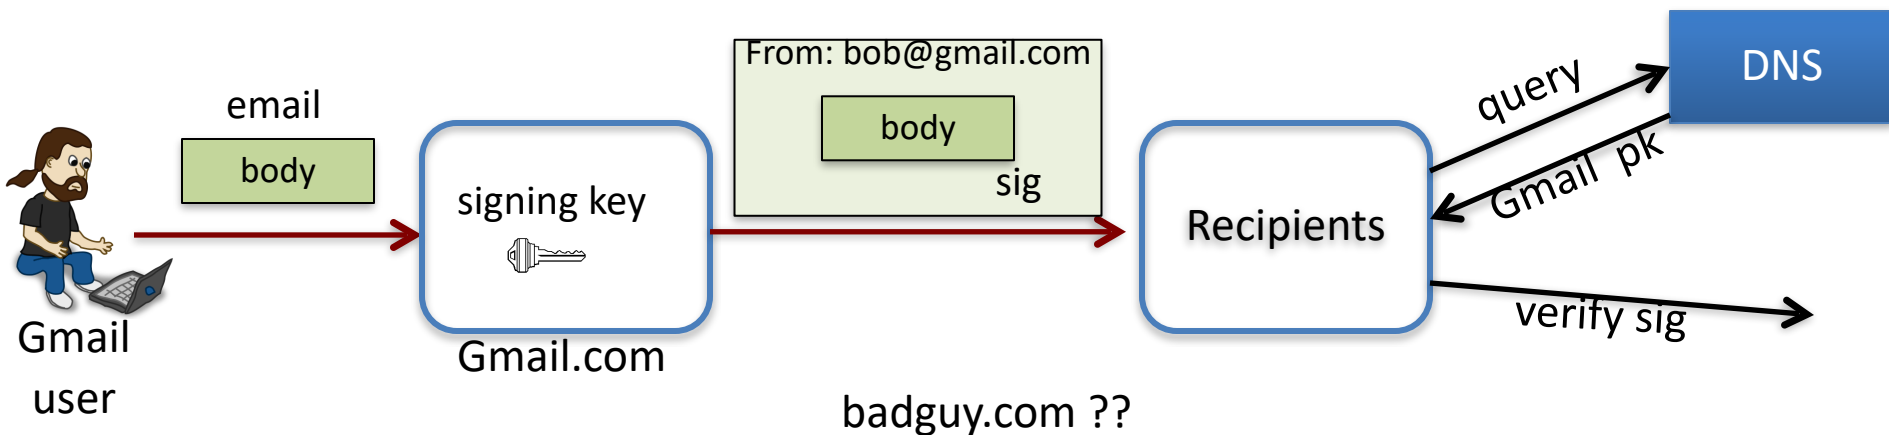 email
body
Gmail
user
signing key
Gmail.com
From: bob@gmail.com
body
sig
badguy.com ??
Recipients
query
Gmail pk
DNS
verify sig